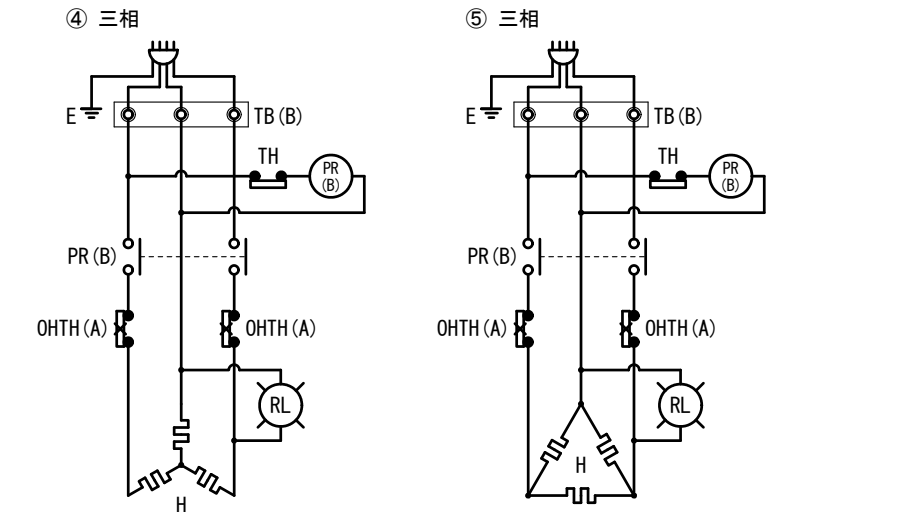 ④ 三相
⑤ 三相
E
TB(B)
E
TB(B)
TH
PR
(B)
TH
PR
(B)
PR(B)
PR(B)
OHTH(A)
OHTH(A)
OHTH(A)
OHTH(A)
RL
RL
H
H